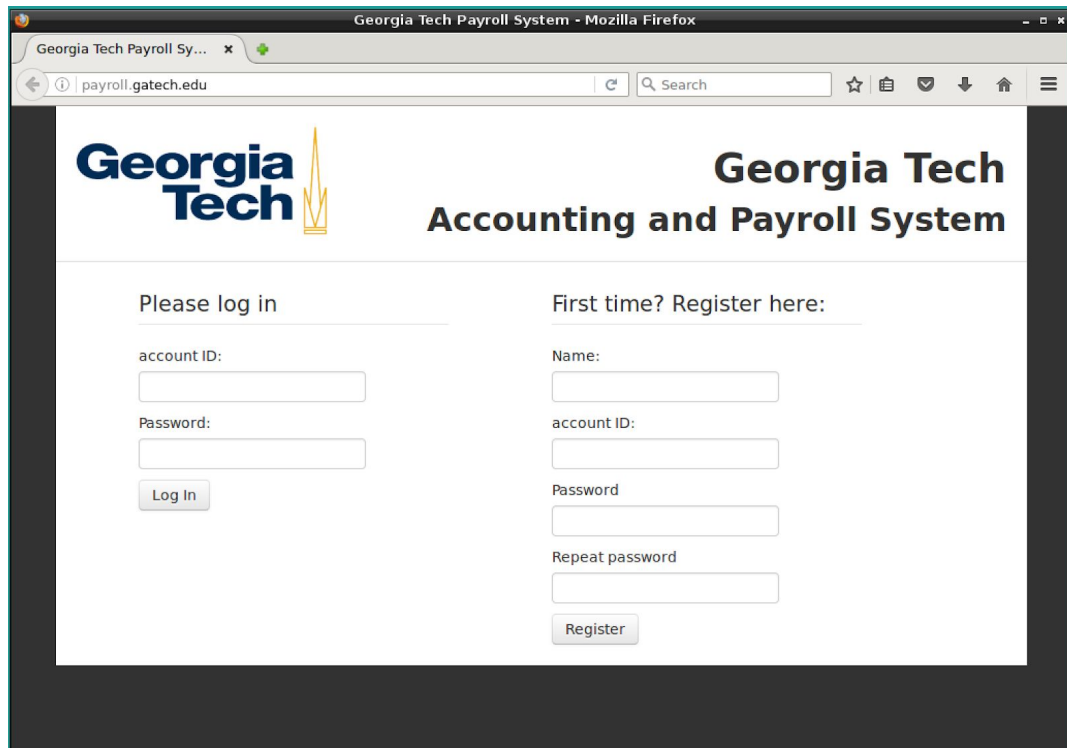 Georgia Tech Payroll System - Mozilla Firefox
Georgia Tech Payroll Sy...
payroll.gatech.edu
Search
Georgia
Tech
Georgia Tech
Accounting and Payroll System
Please log in
account ID:
Password:
Log In
First time? Register here:
Name:
account ID:
Password
Repeat password
Register